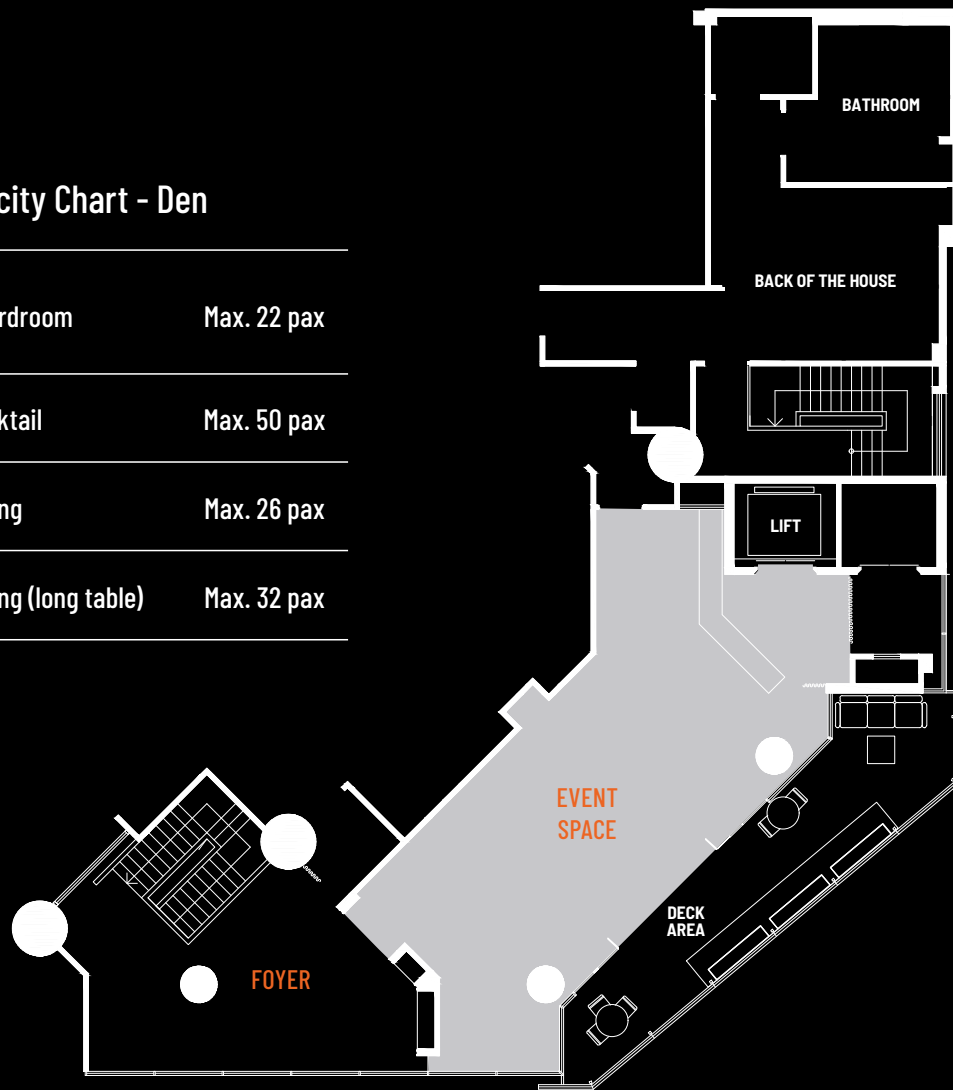 city Chart - Den
rdroom Max. 22 pax
ktail Max. 50 pax
ng Max. 26 pax
ng (long table) Max. 32 pax
BATHROOM
BACK OF THE HOUSE
LIFT
EVENT
SPACE
DECK
AREA
FOYER